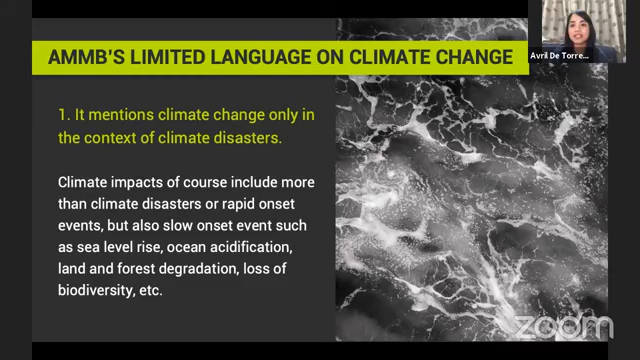 Avril De Torre...
AMMB'S LIMITED LANGUAGE ON CLIMATE CHANGE
1. It mentions climate change only in
the context of climate disasters.
Climate impacts of course include more
than climate disasters or rapid onset
events, but also slow onset event such
as sea level rise, ocean acidification,
land and forest degradation, loss of
biodiversity, etc.
zoom